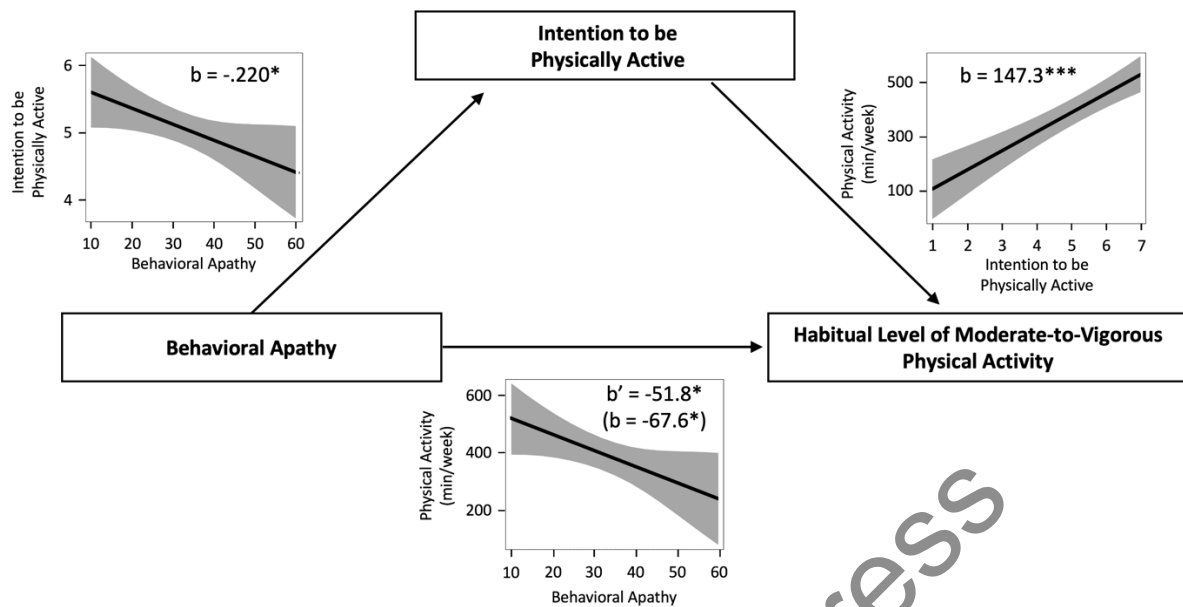 Intention to be
Physically Active
b = -.220*
6
5
4
Intention to be
Physically Active
10 20 30 40 50 60
Behavioral Apathy
b = 147.3***
500
300
100
Physical Activity
(min/week)
1 2 3 4 5 6 7
Intention to be
Physically Active
Behavioral Apathy
Habitual Level of Moderate-to-Vigorous
Physical Activity
b’ = -51.8*
(b = -67.6*)
600
400
200
Physical Activity
(min/week)
10 20 30 40 50 60
Behavioral Apathy
ress